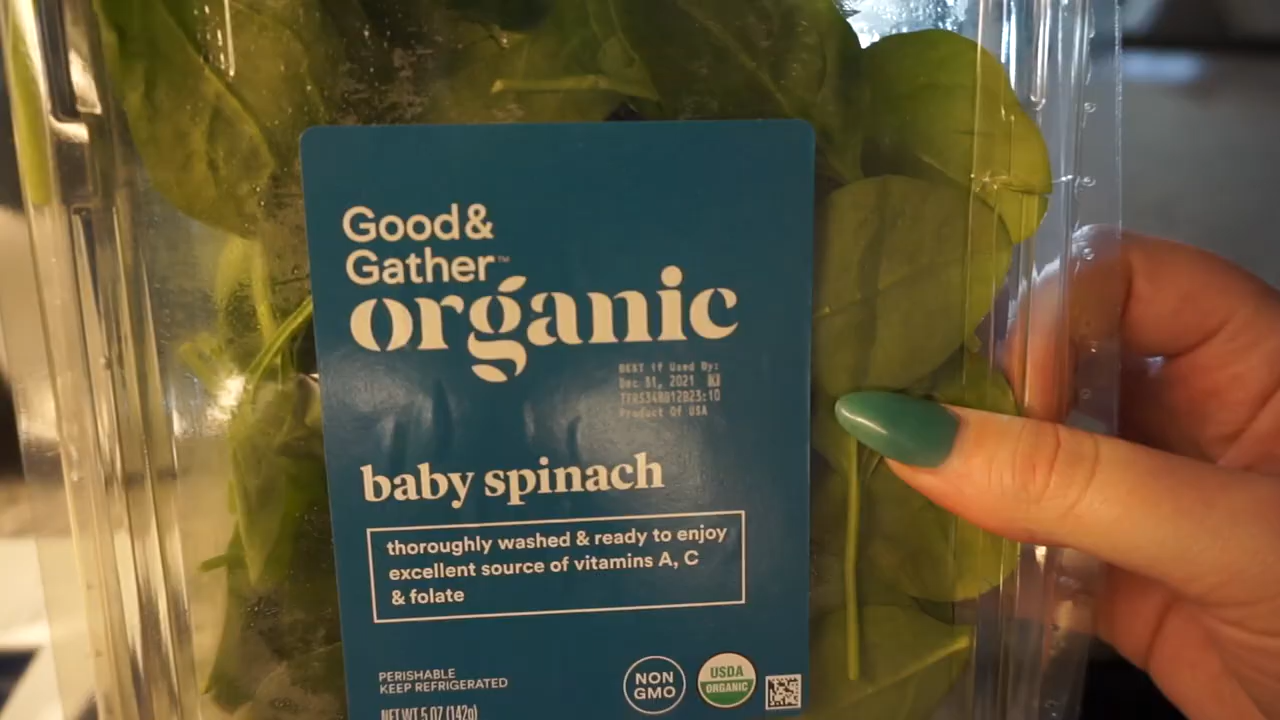 Good &
Gather™
organic
BEST if Used By:
Dec 31, 2021
Product Of USA
baby spinach
thoroughly washed & ready to enjoy
excellent source of vitamins A, C
& folate
PERISHABLE
KEEP REFRIGERATED
NON
GMO
USDA
ORGANIC
NET WT 5 OZ (142g)